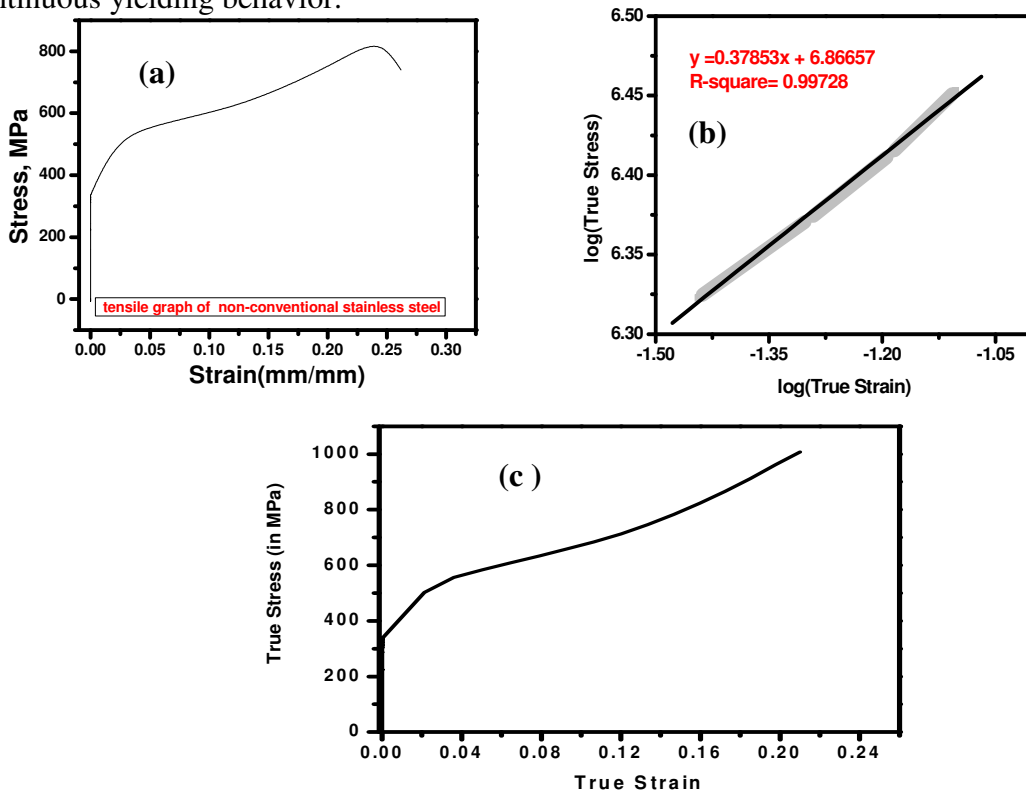 continuous yielding behavior.
(a)
800
600
400
200
0
Stress, MPa
tensile graph of non-conventional stainless steel
0.00 0.05 0.10 0.15 0.20 0.25 0.30
Strain(mm/mm)
6.50
6.45
6.40
6.35
6.30
log(True Stress)
y =0.37853x + 6.86657
R-square= 0.99728
(b)
-1.50 -1.35 -1.20 -1.05
log(True Strain)
(c )
1000
800
600
400
200
0
True Stress (in MPa)
0.00 0.04 0.08 0.12 0.16 0.20 0.24
True Strain